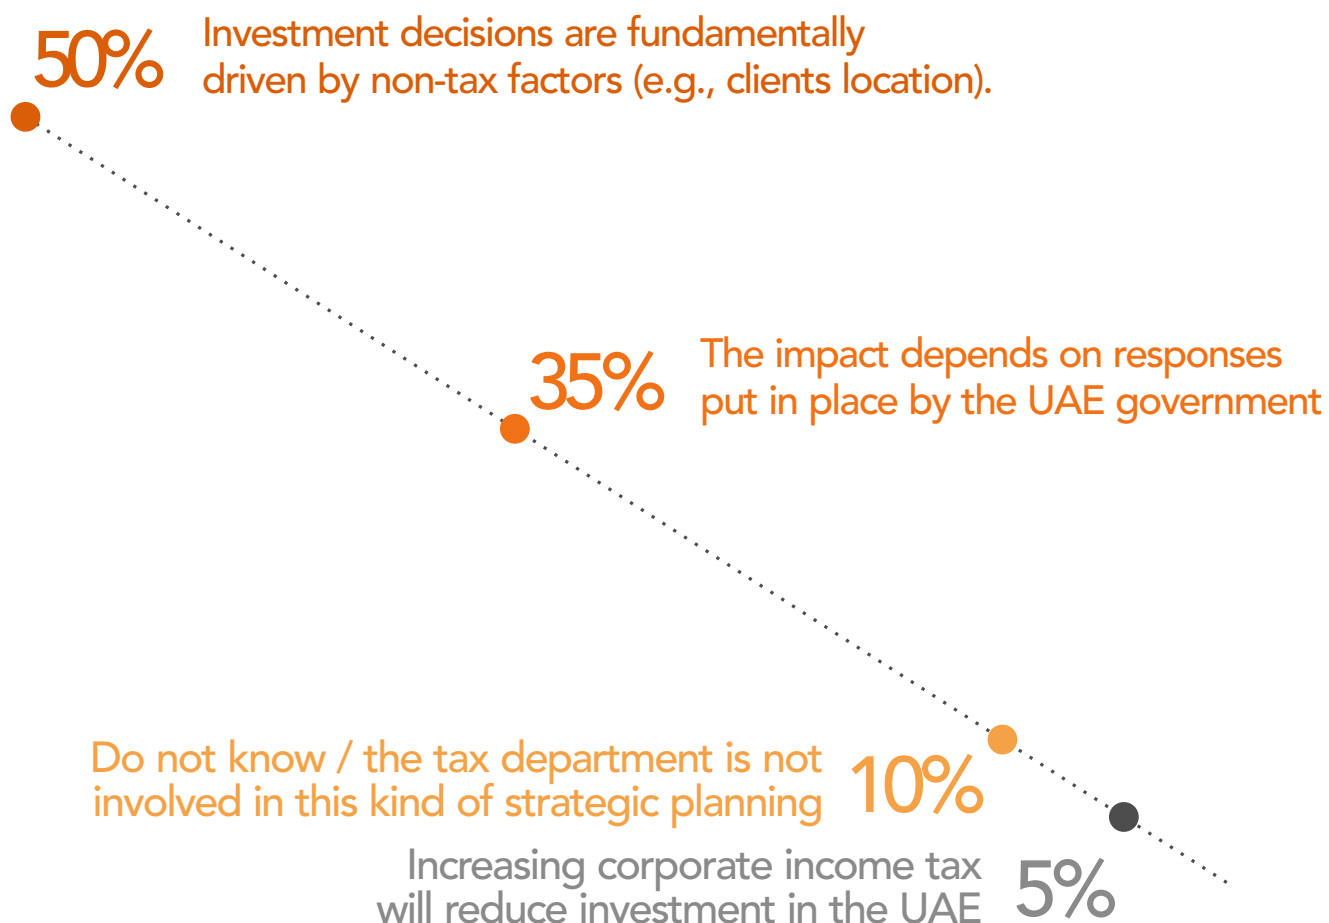 50%
Investment decisions are fundamentally
driven by non-tax factors (e.g., clients location).
35%
The impact depends on responses
put in place by the UAE government
Do not know / the tax department is not
involved in this kind of strategic planning
10%
Increasing corporate income tax
will reduce investment in the UAE
5%